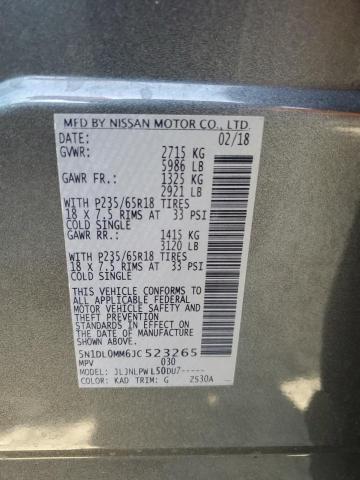 MFD BY NISSAN MOTOR CO., LTD.
DATE: 02/18
GVWR: 2715 KG
5986 LB
GAWR FR.: 1325 KG
2921 LB
WITH P235/65R18 TIRES
18 X 7.5 RIMS AT 33 PSI
COLD SINGLE
GAWR RR.: 1415 KG
3120 LB
WITH P235/65R18 TIRES
18 X 7.5 RIMS AT 33 PSI
COLD SINGLE
THIS VEHICLE CONFORMS TO
ALL APPLICABLE FEDERAL
MOTOR VEHICLE SAFETY AND
THEFT PREVENTION
STANDARDS IN EFFECT ON
THE DATE OF MANUFACTURE
SHOWN ABOVE.
5N1DL0MM6JC523265
MPV 030
MODEL: JLJNLPWL50DU7-----
COLOR: KAD TRIM: G Z530A